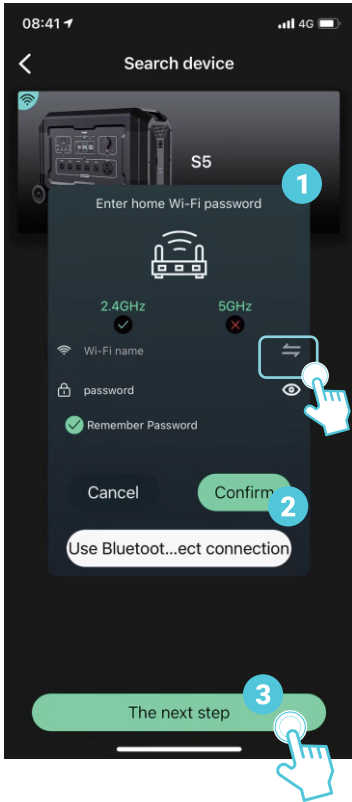 08:41
4G
Search device
S5
1
Enter home Wi-Fi password
2.4GHz
5GHz
Wi-Fi name
password
Remember Password
Cancel
Confirm
2
Use Bluetoot...ect connection
3
The next step